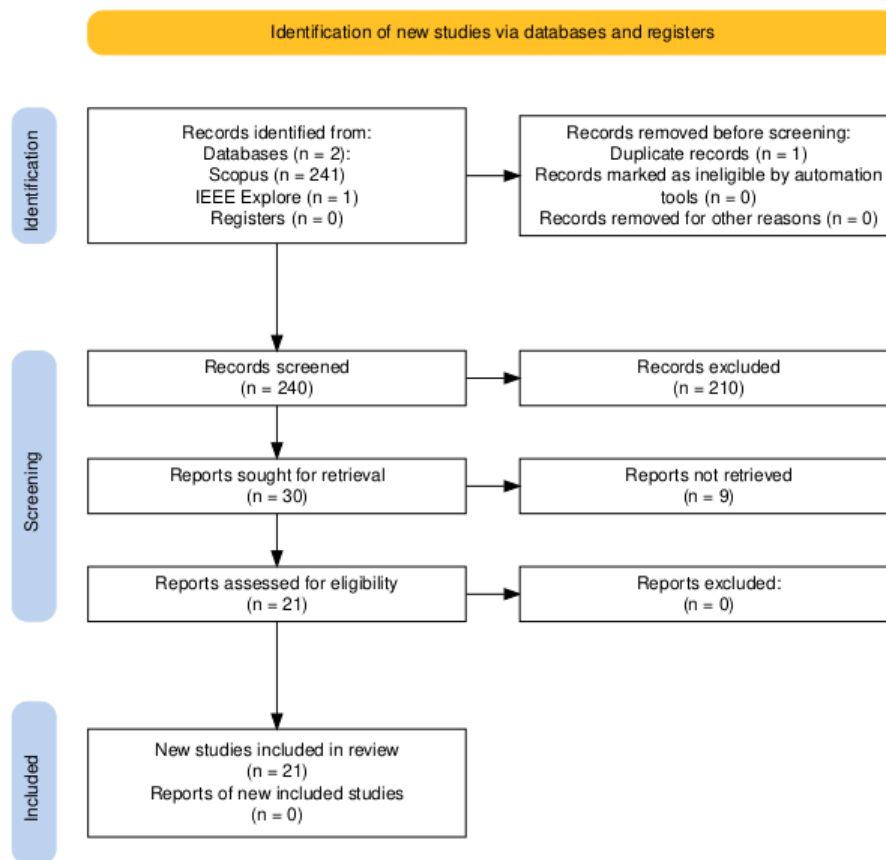 Identification of new studies via databases and registers
Identification
Records identified from:
Databases (n = 2):
Scopus (n = 241)
IEEE Explore (n = 1)
Registers (n = 0)
Records removed before screening:
Duplicate records (n = 1)
Records marked as ineligible by automation
tools (n = 0)
Records removed for other reasons (n = 0)
Screening
Records screened
(n = 240)
Records excluded
(n = 210)
Reports sought for retrieval
(n = 30)
Reports not retrieved
(n = 9)
Reports assessed for eligibility
(n = 21)
Reports excluded:
(n = 0)
Included
New studies included in review
(n = 21)
Reports of new included studies
(n = 0)